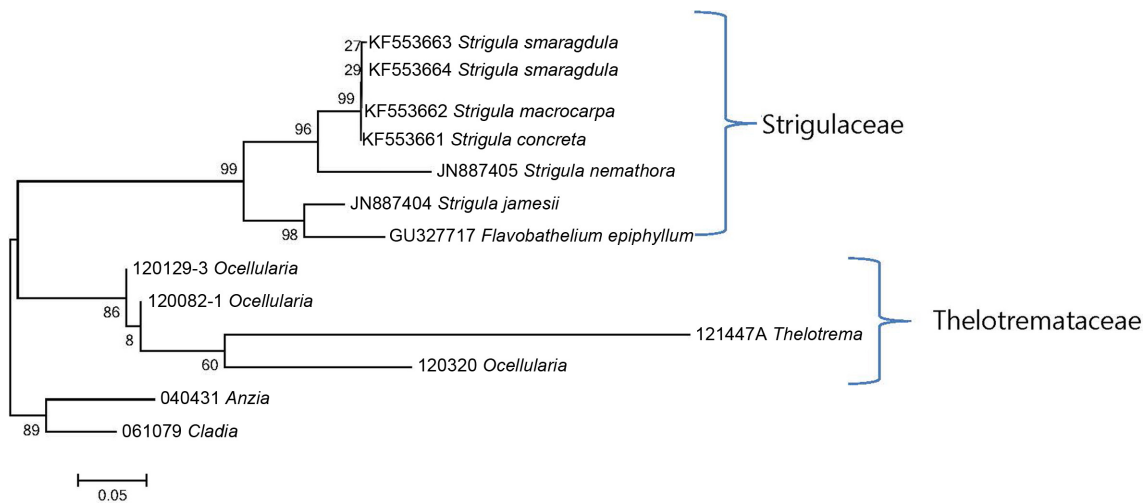 27 KF553663 Strigula smaragdula
29 KF553664 Strigula smaragdula
99 KF553662 Strigula macrocarpa
96 KF553661 Strigula concreta
Strigulaceae
99 JN887405 Strigula nemathora
JN887404 Strigula jamesii
98 GU327717 Flavobathelium epiphyllum
120129-3 Ocellularia
86 120082-1 Ocellularia
8 121447A Thelotrema
Thelotremataceae
60 120320 Ocellularia
040431 Anzia
89 061079 Cladia
0.05